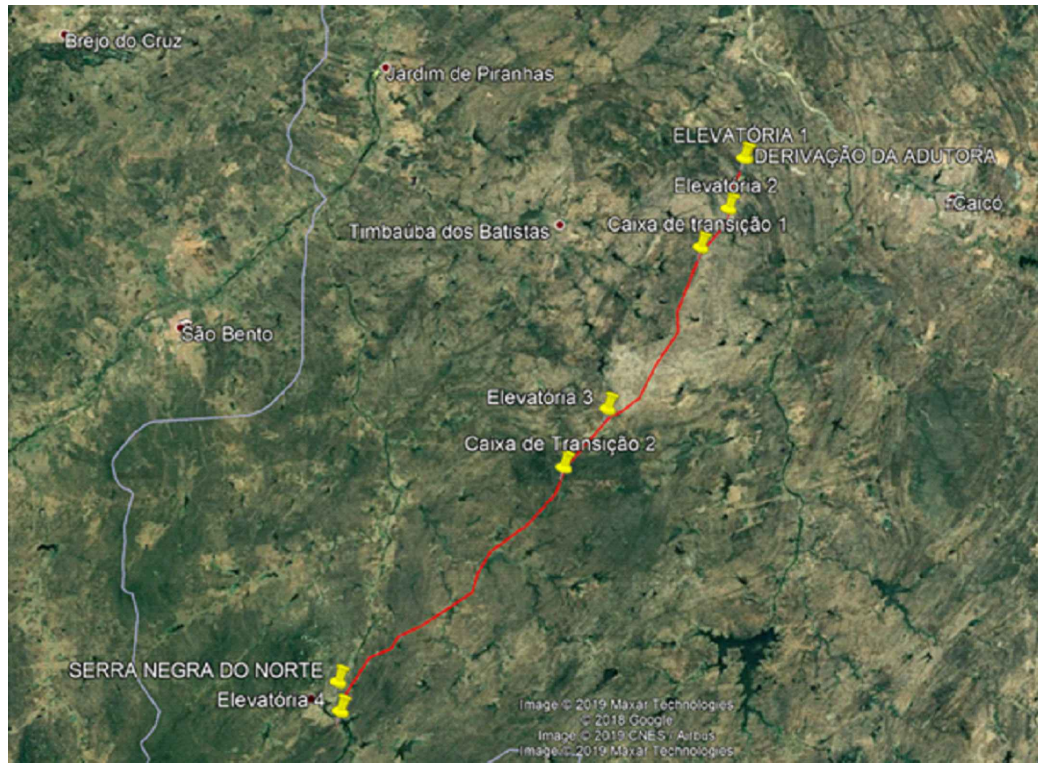 Brejo do Cruz
Jardim de Piranhas
ELEVATÓRIA 1
DERIVAÇÃO DA ADUTORA
Elevatória 2
Caicó
Caixa de transição 1
Timbaúba dos Batistas
São Bento
Elevatória 3
Caixa de Transição 2
SERRA NEGRA DO NORTE
Elevatória 4
Image © 2019 Maxar Technologies
© 2018 Google
Image © 2019 CNES / Airbus
Image © 2019 Maxar Technologies